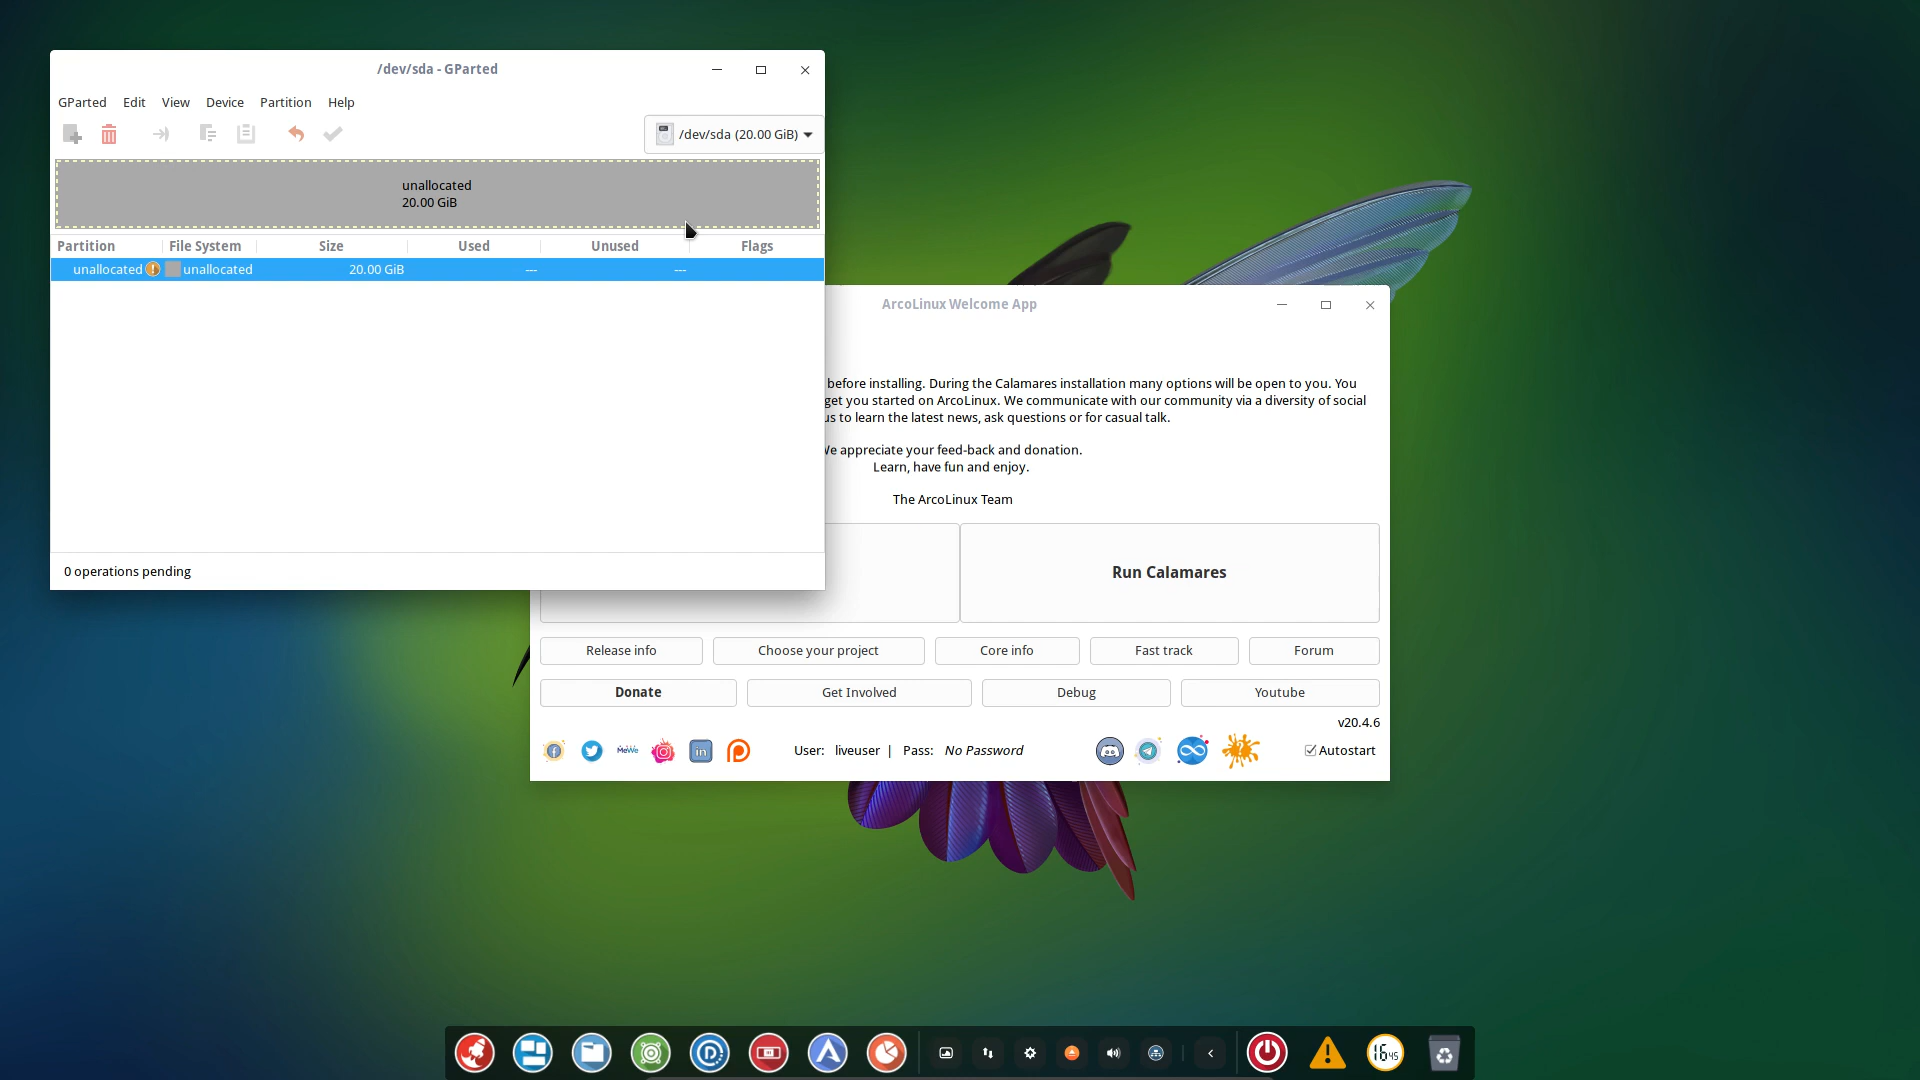 /dev/sda - GParted
GParted Edit View Device Partition Help
/dev/sda (20.00 GiB)
unallocated
20.00 GiB
Partition File System Size Used Unused Flags
unallocated unallocated 20.00 GiB --- ---
0 operations pending
ArcoLinux Welcome App
before installing. During the Calamares installation many options will be open to you. You
get you started on ArcoLinux. We communicate with our community via a diversity of social
us to learn the latest news, ask questions or for casual talk.
We appreciate your feed-back and donation.
Learn, have fun and enjoy.
The ArcoLinux Team
Run Calamares
Release info Choose your project Core info Fast track Forum
Donate Get Involved Debug Youtube
v20.4.6
MeWe in User: liveuser | Pass: No Password Autostart
16 45